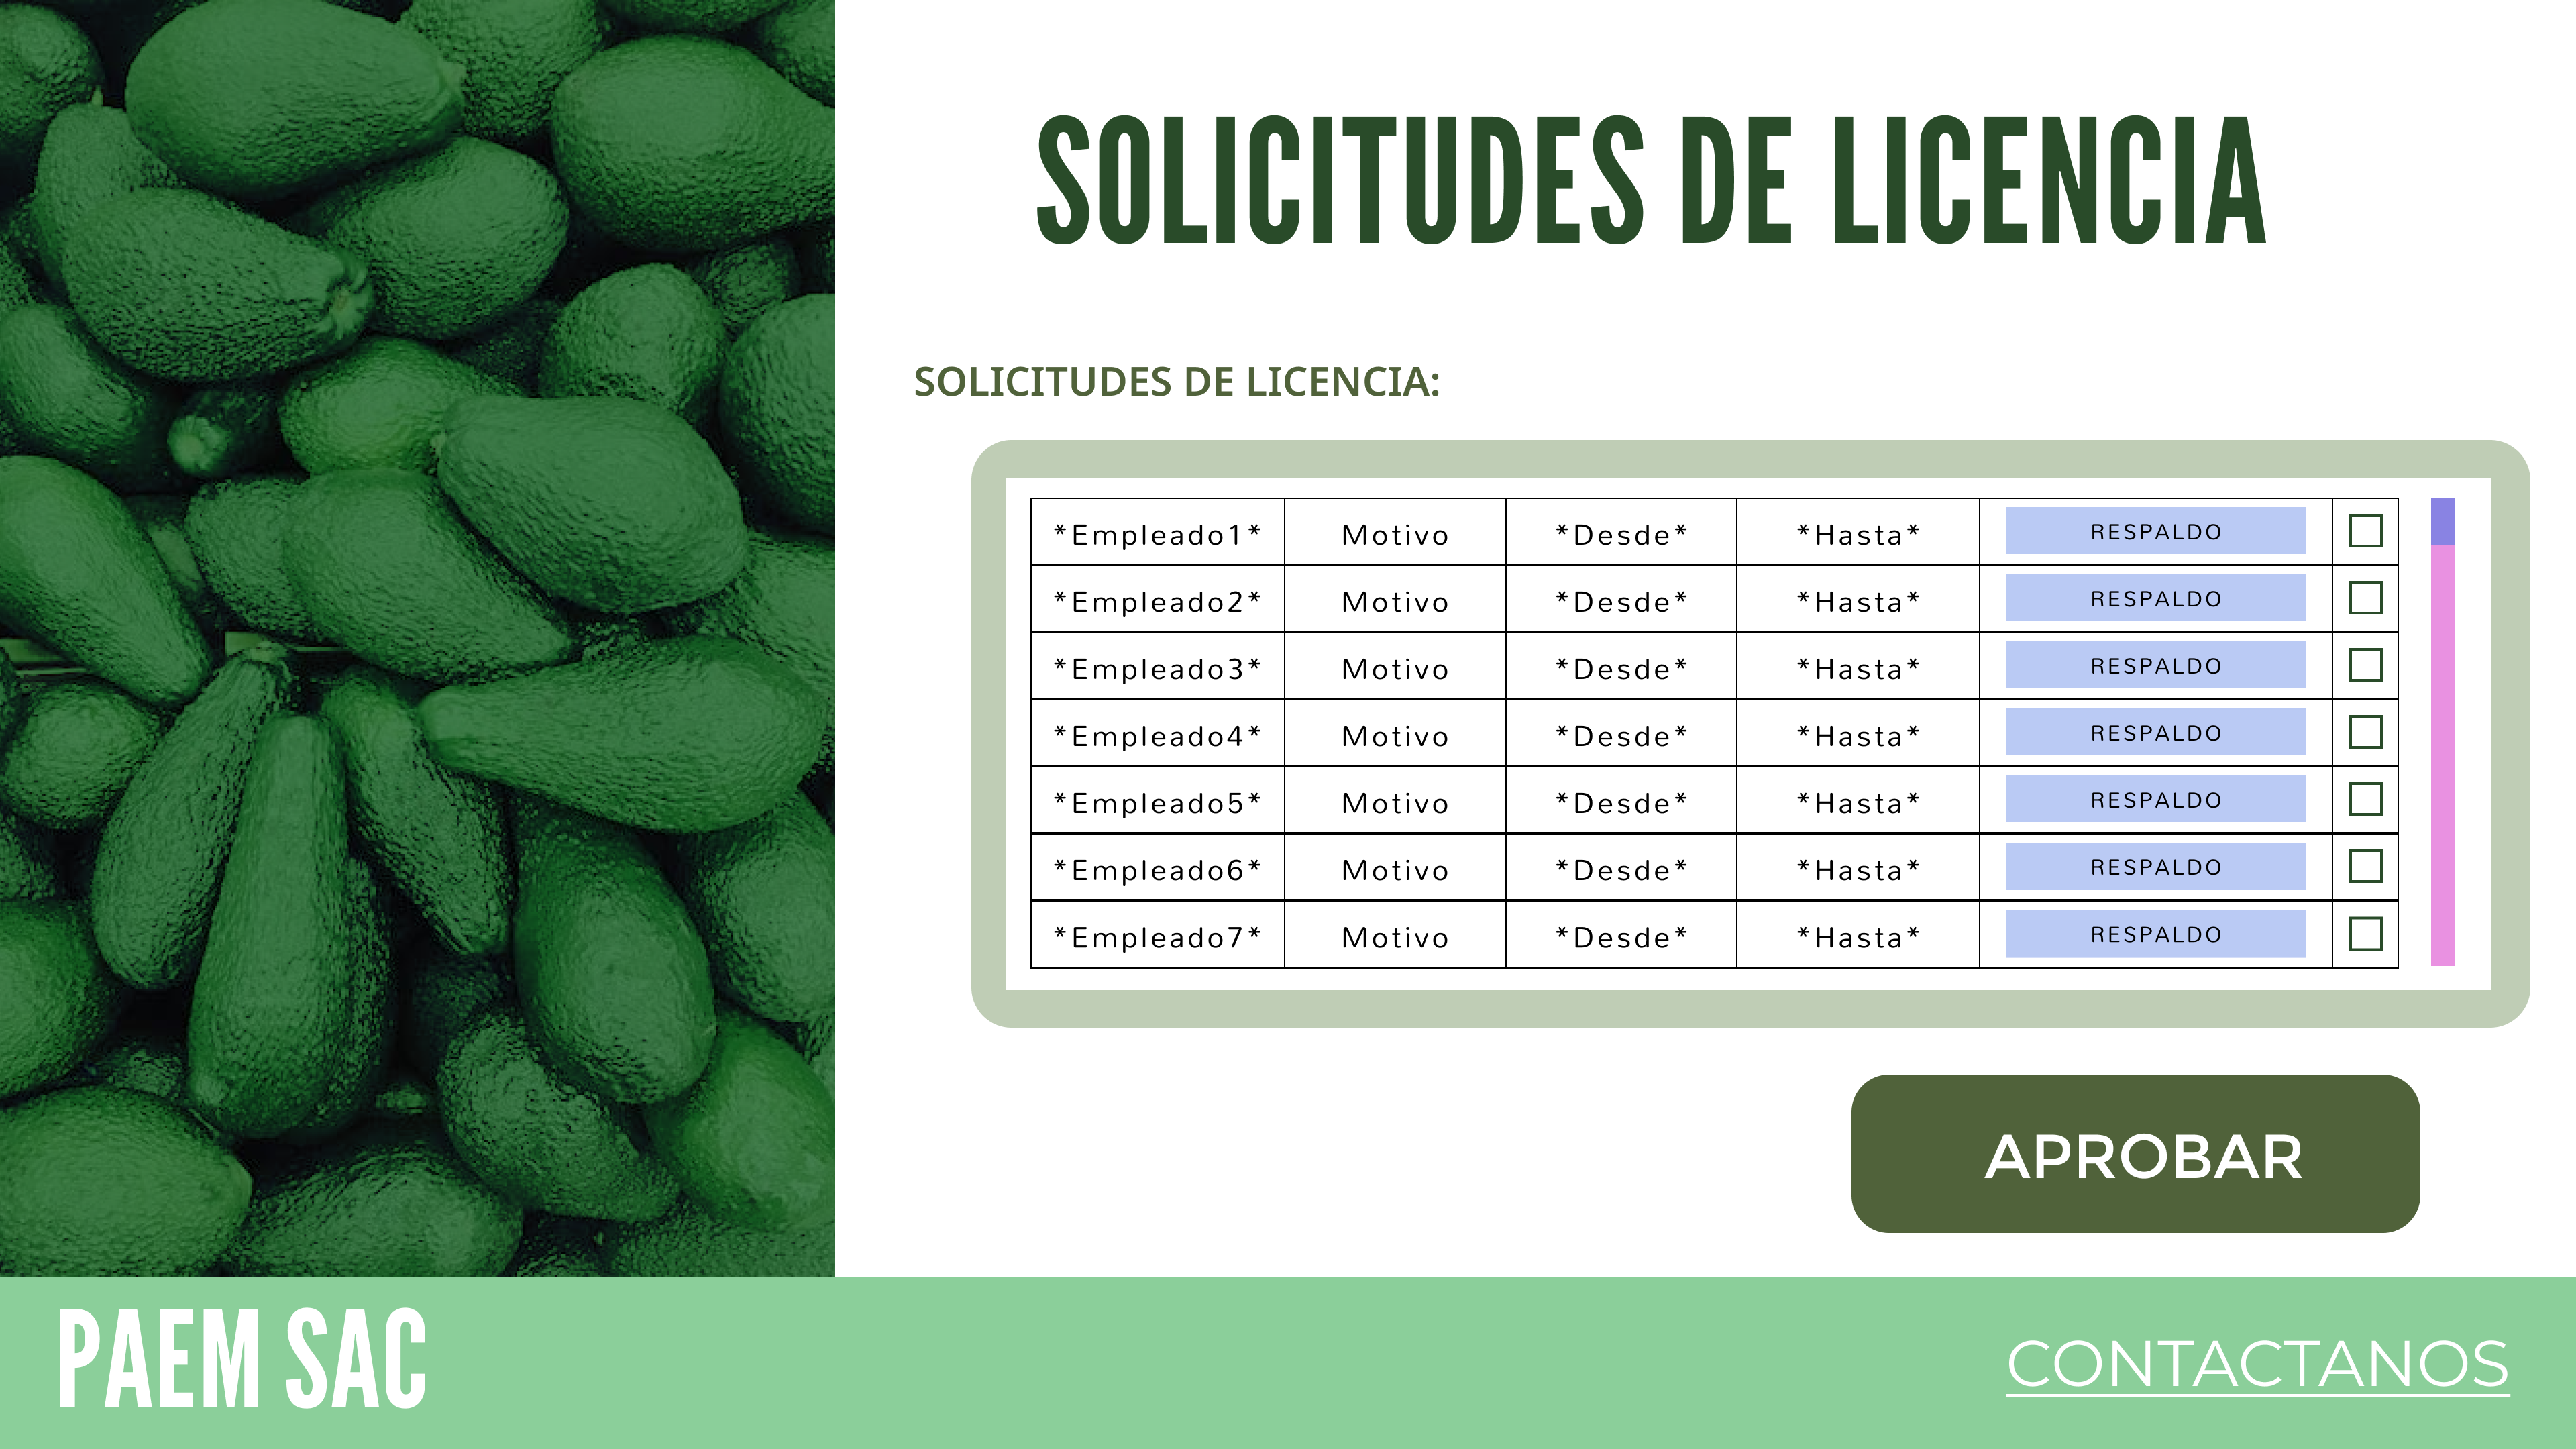 SOLICITUDES DE LICENCIA
SOLICITUDES DE LICENCIA:
*Empleado1* Motivo *Desde* *Hasta* RESPALDO
*Empleado2* Motivo *Desde* *Hasta* RESPALDO
*Empleado3* Motivo *Desde* *Hasta* RESPALDO
*Empleado4* Motivo *Desde* *Hasta* RESPALDO
*Empleado5* Motivo *Desde* *Hasta* RESPALDO
*Empleado6* Motivo *Desde* *Hasta* RESPALDO
*Empleado7* Motivo *Desde* *Hasta* RESPALDO
APROBAR
PAEM SAC
CONTACTANOS